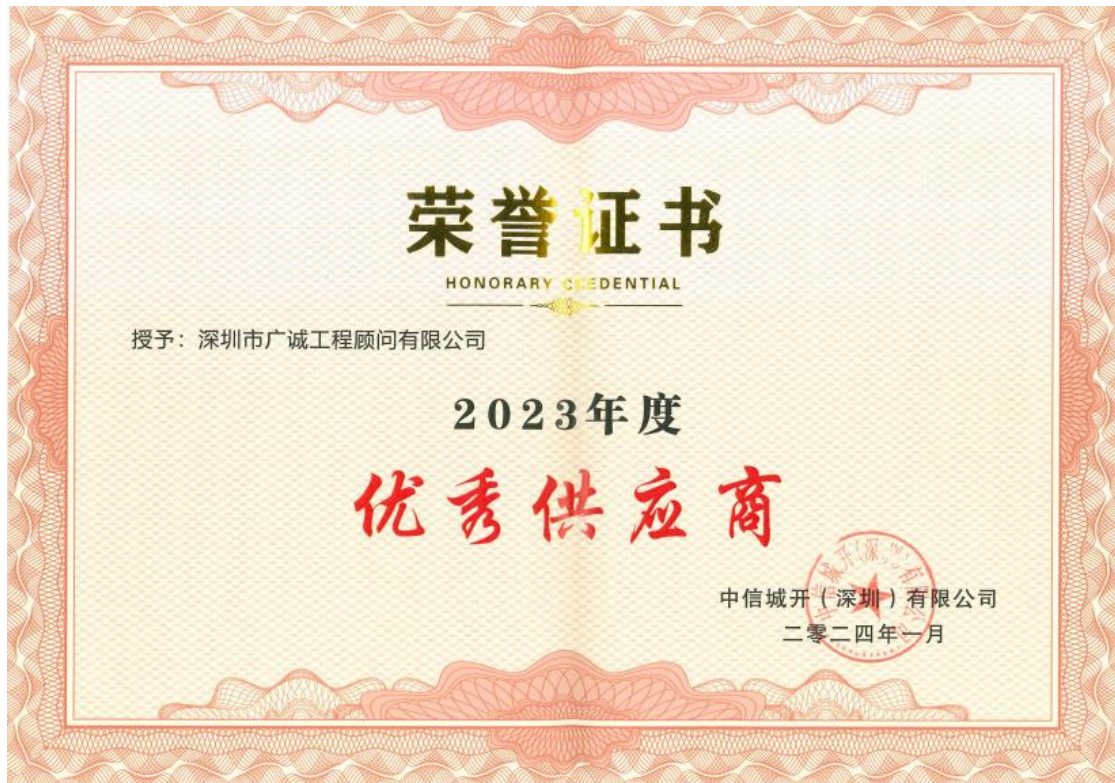 荣誉证书
HONORARY CREDENTIAL
授予：深圳市广诚工程顾问有限公司
2023年度
优秀供应商
中信城开（深圳）有限公司
二零二四年一月